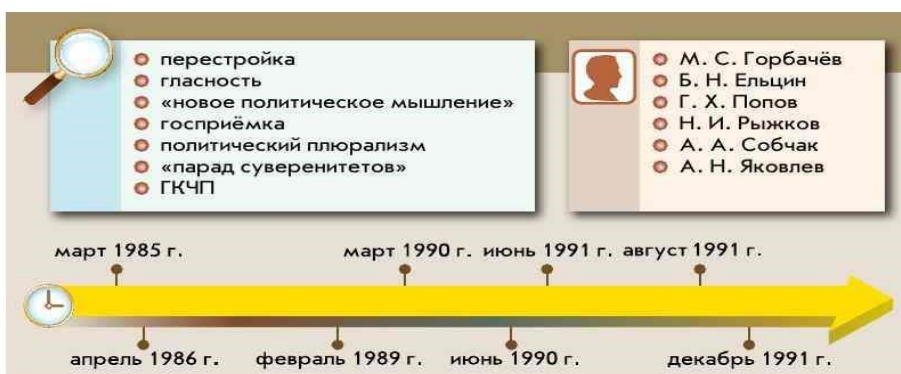 перестройка
гласность
«новое политическое мышление»
госприёмка
политический плюрализм
«парад суверенитетов»
ГКЧП
М. С. Горбачёв
Б. Н. Ельцин
Г. Х. Попов
Н. И. Рыжков
А. А. Собчак
А. Н. Яковлев
март 1985 г. март 1990 г. июнь 1991 г. август 1991 г.
апрель 1986 г. февраль 1989 г. июнь 1990 г. декабрь 1991 г.